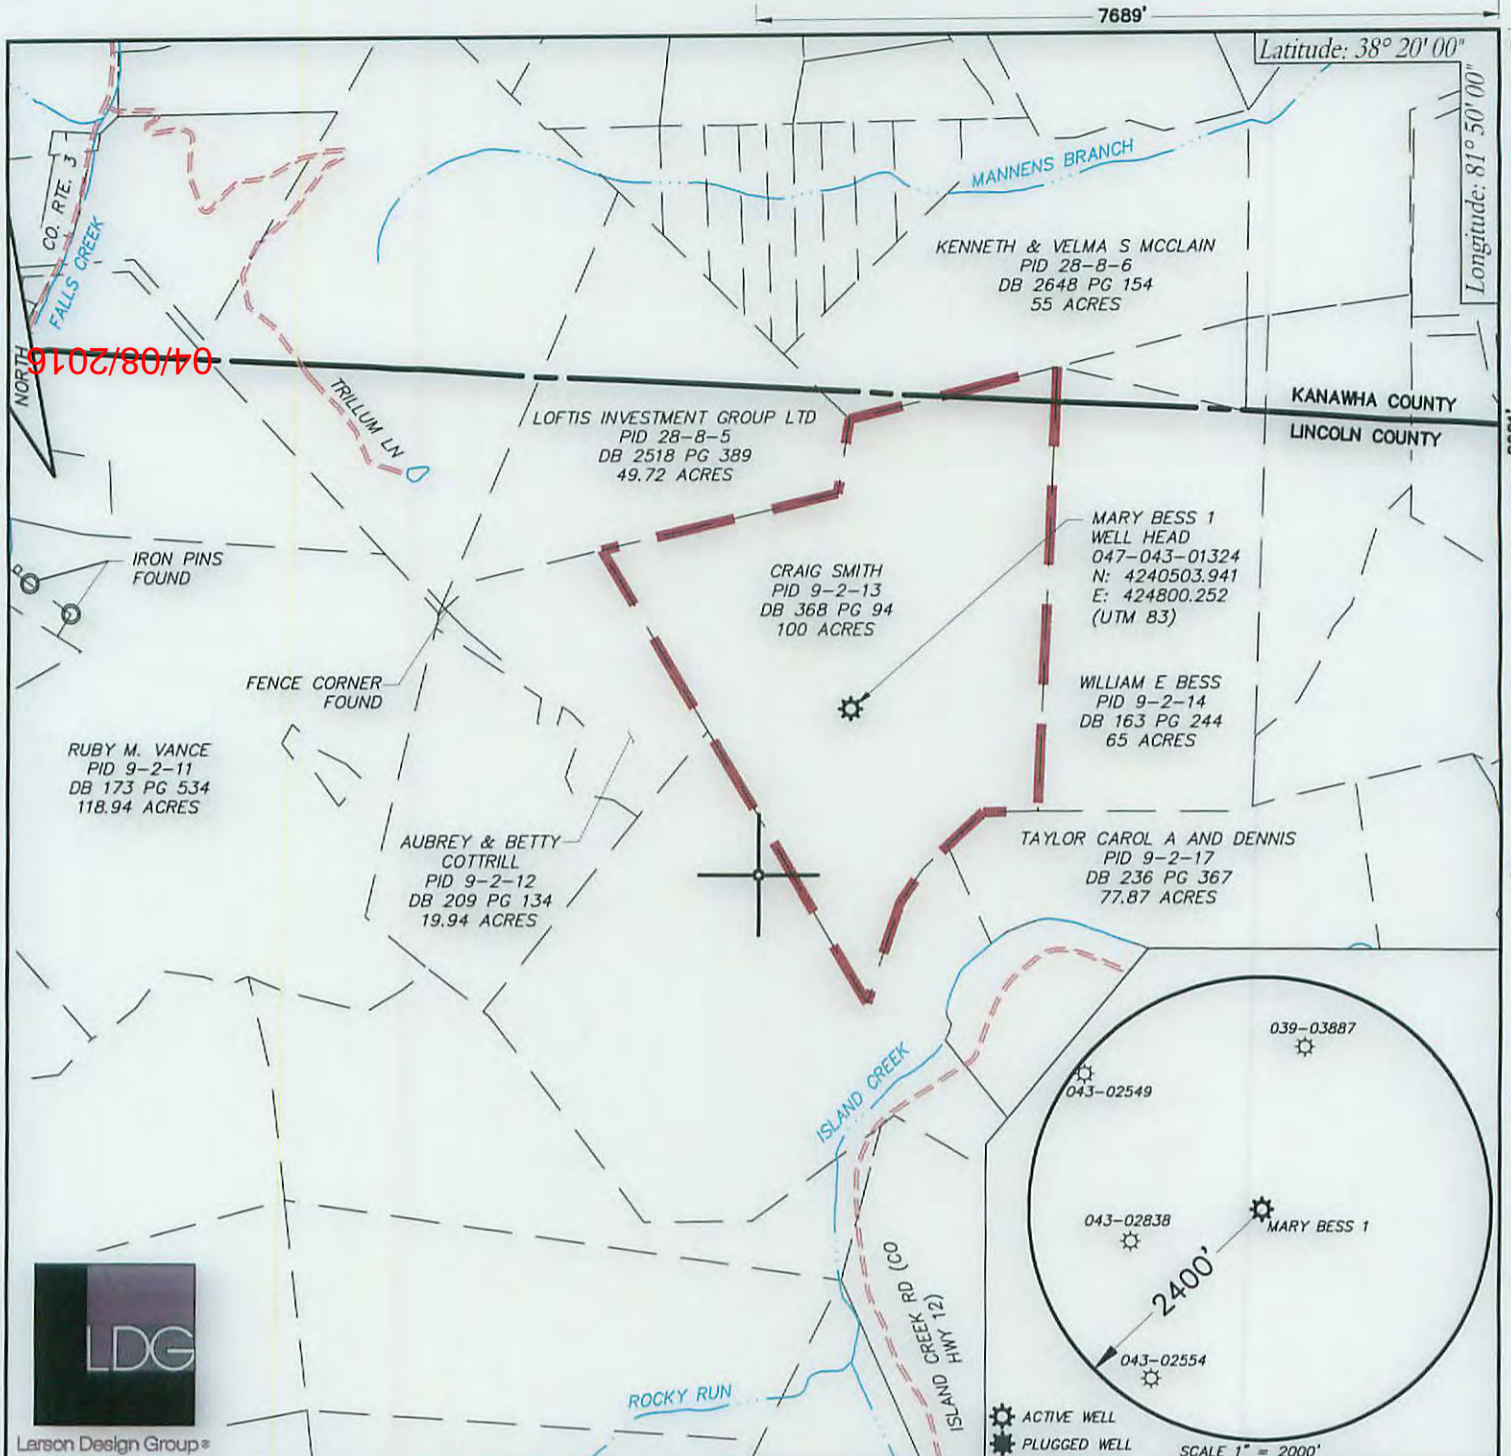 7689'
Latitude: 38° 20' 00"
Longitude: 81° 50' 00"
CO. RTE. 3
FALLS CREEK
MANNENS BRANCH
KENNETH & VELMA S MCCLAIN
PID 28-8-6
DB 2648 PG 154
55 ACRES
NORTH
04/08/2016
TRILLUM LN
KANAWHA COUNTY
LINCOLN COUNTY
LOFTIS INVESTMENT GROUP LTD
PID 28-8-5
DB 2518 PG 389
49.72 ACRES
IRON PINS
FOUND
MARY BESS 1
WELL HEAD
047-043-01324
N: 4240503.941
E: 424800.252
(UTM 83)
CRAIG SMITH
PID 9-2-13
DB 368 PG 94
100 ACRES
FENCE CORNER
FOUND
WILLIAM E BESS
PID 9-2-14
DB 163 PG 244
65 ACRES
RUBY M. VANCE
PID 9-2-11
DB 173 PG 534
118.94 ACRES
AUBREY & BETTY
COTTRILL
PID 9-2-12
DB 209 PG 134
19.94 ACRES
TAYLOR CAROL A AND DENNIS
PID 9-2-17
DB 236 PG 367
77.87 ACRES
ISLAND CREEK
039-03887
043-02549
043-02838
MARY BESS 1
2400'
043-02554
ISLAND CREEK RD (CO
HWY 12)
ROCKY RUN
LDG
Larson Design Group®
ACTIVE WELL
PLUGGED WELL
SCALE 1" = 2000'